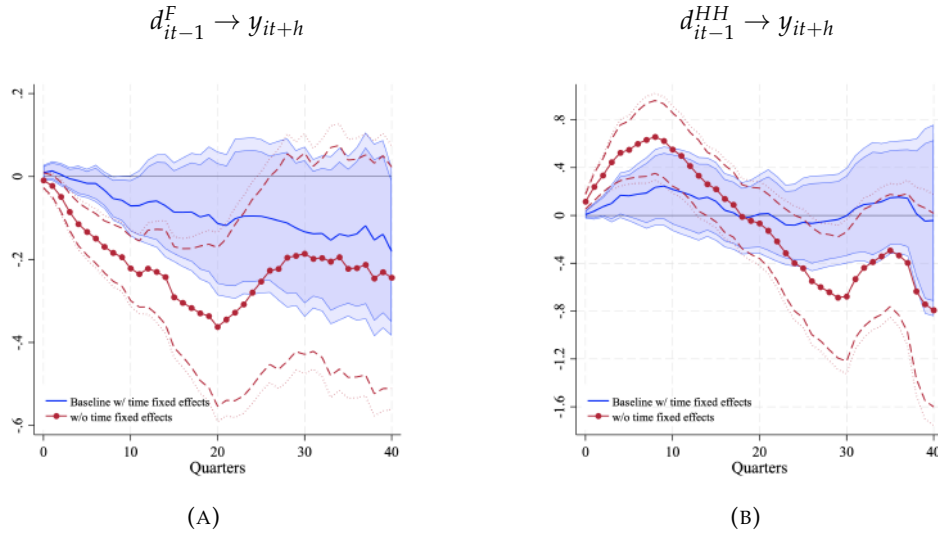 d^F_{it−1} → y_{it+h}
.2
0
-.2
-.4
-.6
Baseline w/ time fixed effects
w/o time fixed effects
0 10 20 30 40
Quarters
(A)
d^{HH}_{it−1} → y_{it+h}
.8
.4
0
-.4
-.8
-1.2
-1.6
Baseline w/ time fixed effects
w/o time fixed effects
0 10 20 30 40
Quarters
(B)